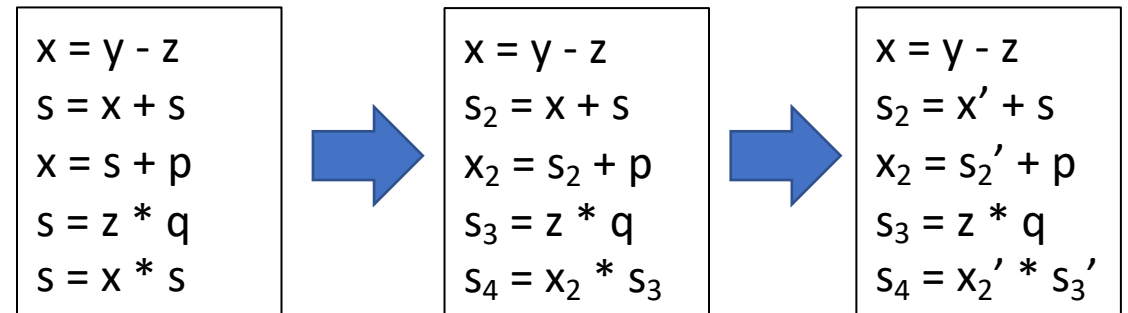 x = y - z
s = x + s
x = s + p
s = z * q
s = x * s
x = y - z
s₂ = x + s
x₂ = s₂ + p
s₃ = z * q
s₄ = x₂ * s₃
x = y - z
s₂ = x’ + s
x₂ = s₂’ + p
s₃ = z * q
s₄ = x₂’ * s₃’